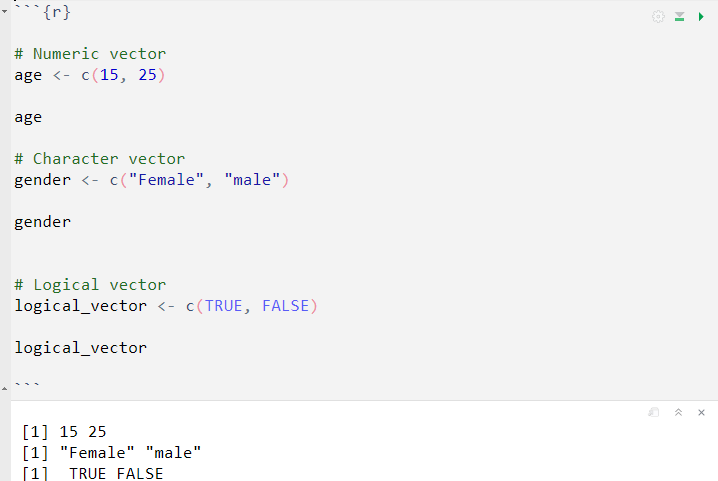 ```{r}
# Numeric vector
age <- c(15, 25)
age
# Character vector
gender <- c("Female", "male")
gender
# Logical vector
logical_vector <- c(TRUE, FALSE)
logical_vector
```
[1] 15 25
[1] "Female" "male"
[1]  TRUE FALSE